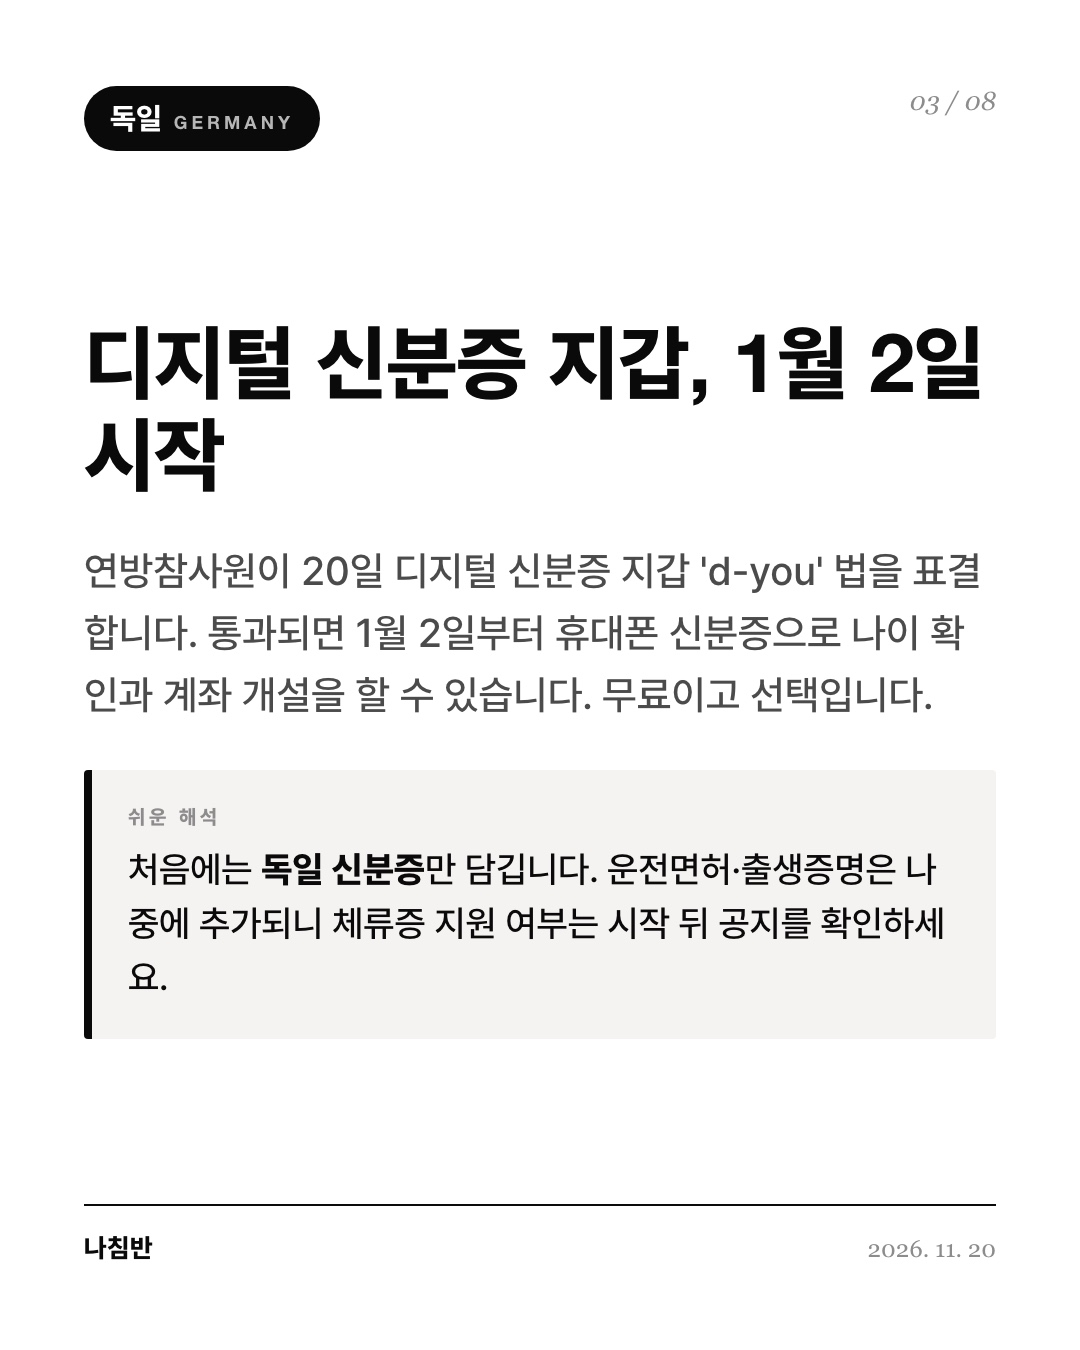 독일 GERMANY
03 / 08
디지털 신분증 지갑, 1월 2일
시작
연방참사원이 20일 디지털 신분증 지갑 'd-you' 법을 표결
합니다. 통과되면 1월 2일부터 휴대폰 신분증으로 나이 확
인과 계좌 개설을 할 수 있습니다. 무료이고 선택입니다.
쉬운 해석
처음에는 독일 신분증만 담깁니다. 운전면허·출생증명은 나
중에 추가되니 체류증 지원 여부는 시작 뒤 공지를 확인하세
요.
나침반
2026. 11. 20